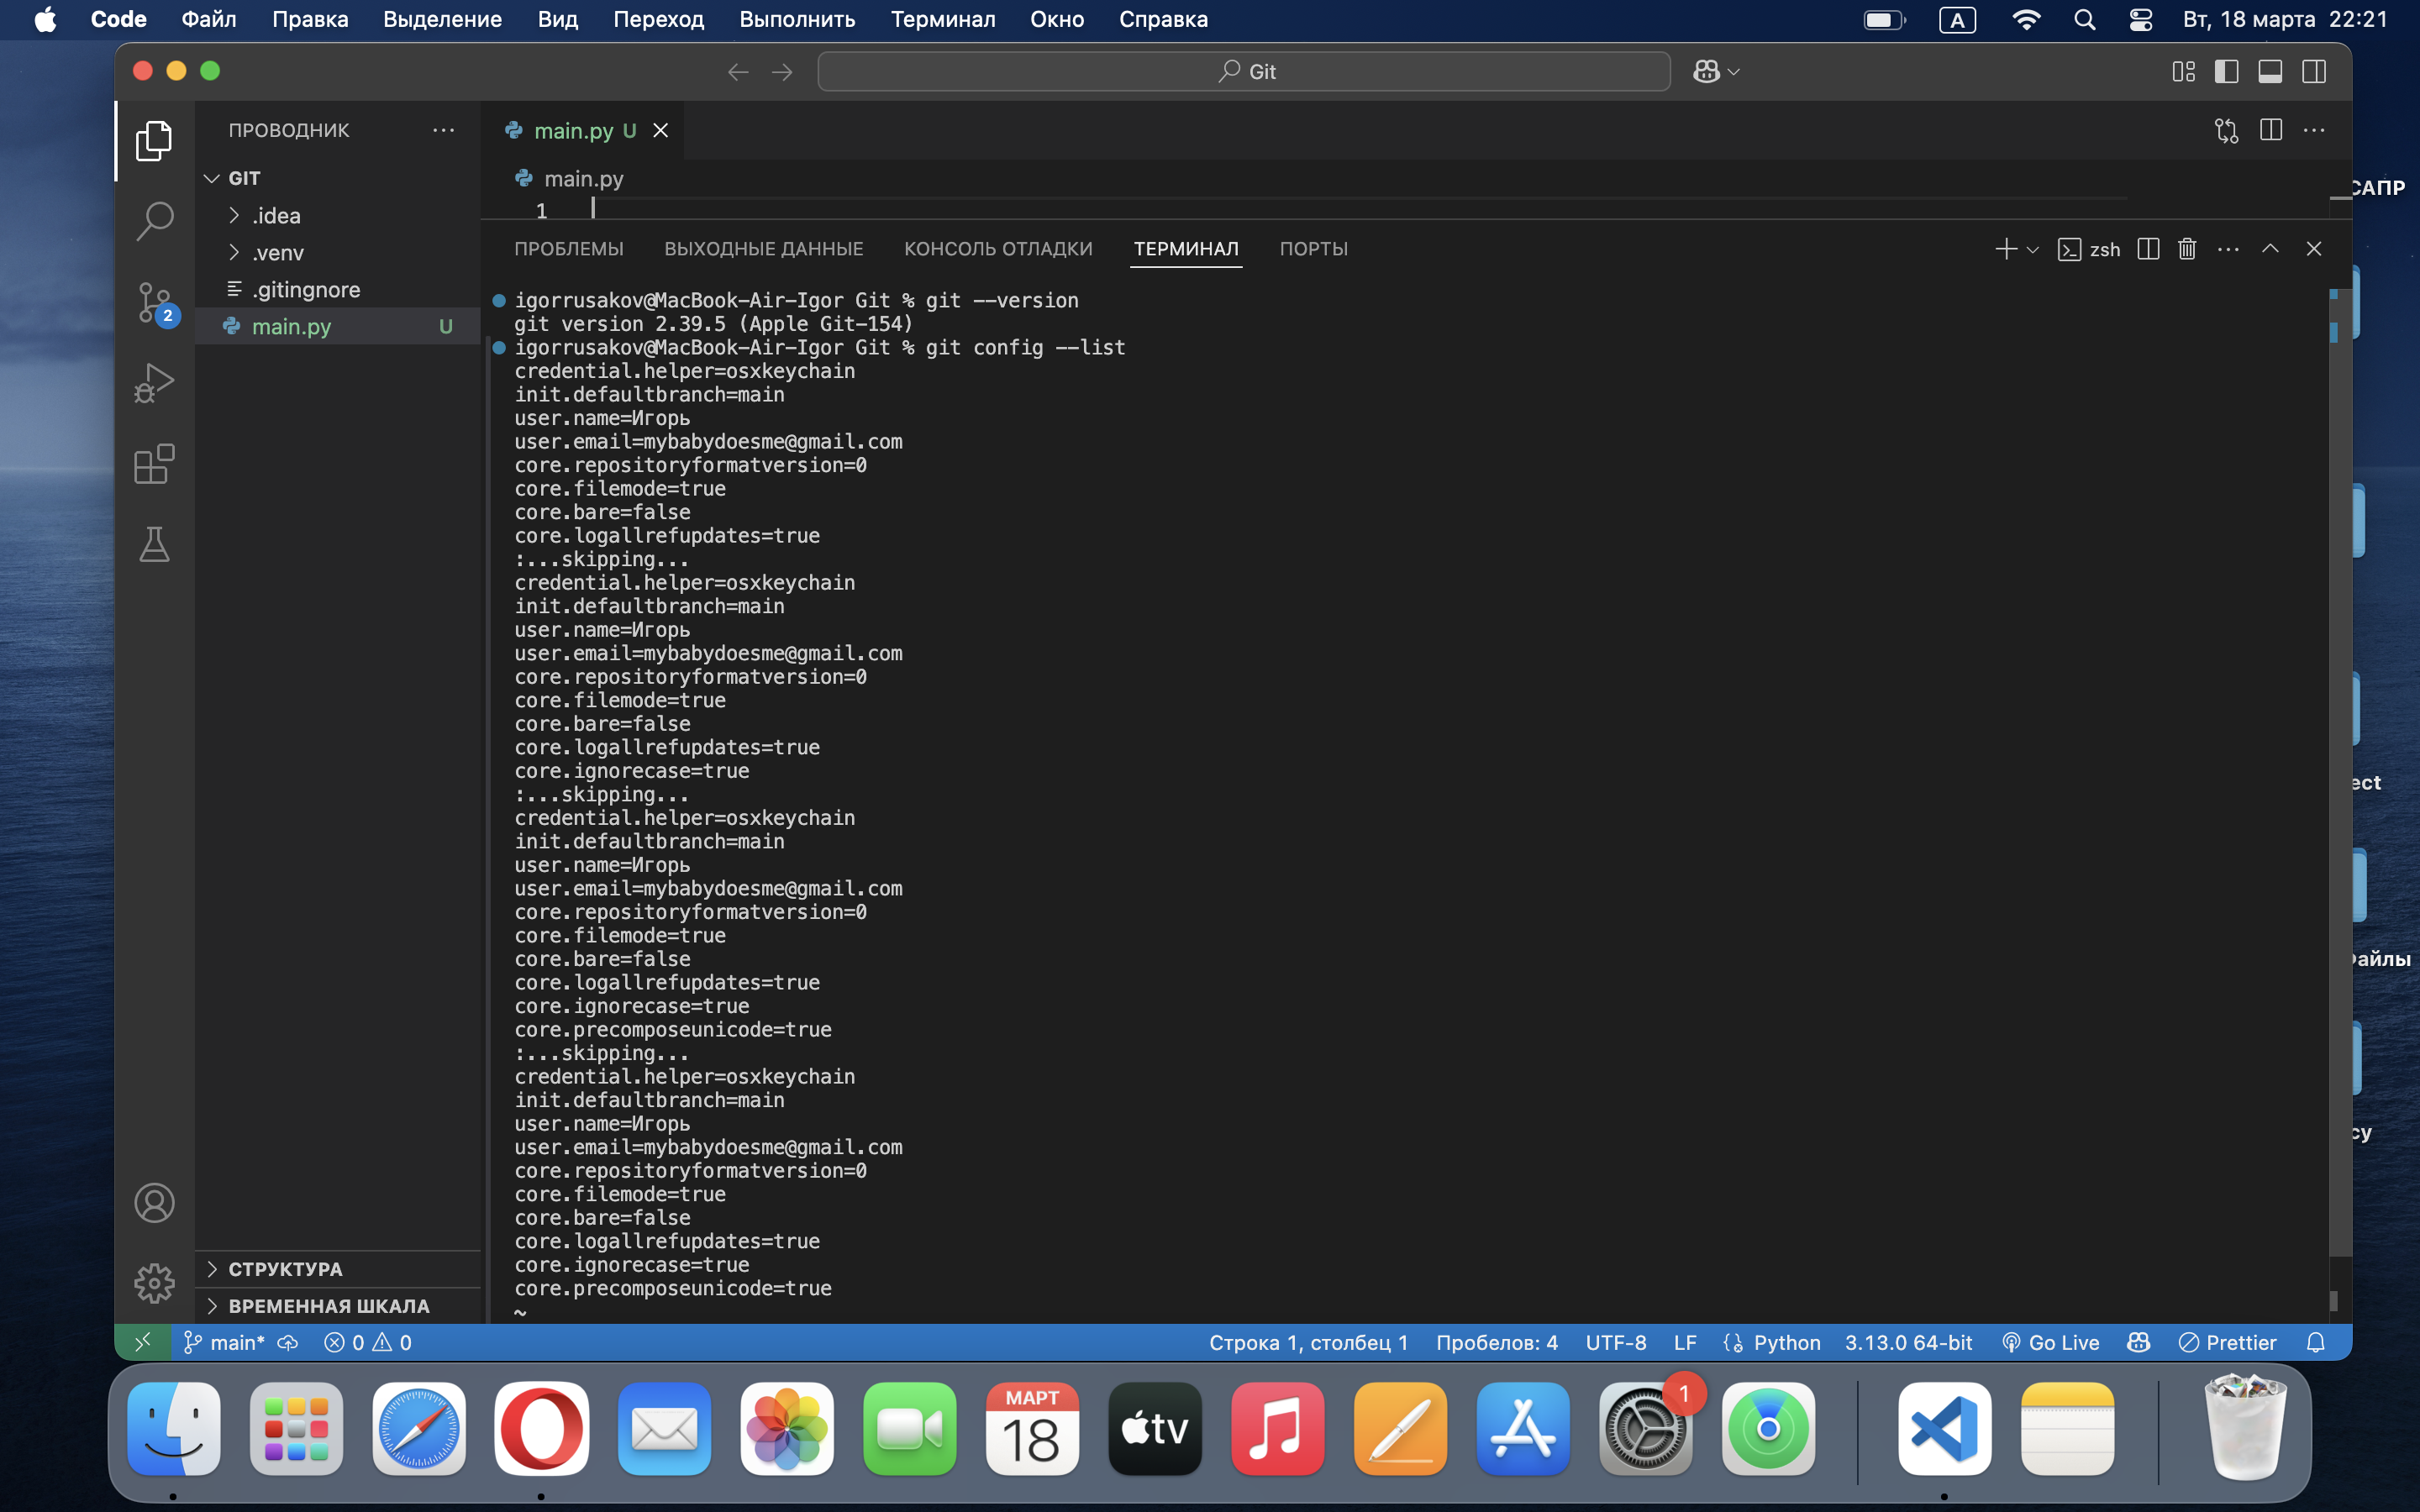 Code Файл Правка Выделение Вид Переход Выполнить Терминал Окно Справка A Вт, 18 марта 22:21
Git
ПРОВОДНИК
main.py U
GIT
main.py
.idea
1
.venv
.gitingnore
main.py U
2
ПРОБЛЕМЫ ВЫХОДНЫЕ ДАННЫЕ КОНСОЛЬ ОТЛАДКИ ТЕРМИНАЛ ПОРТЫ zsh
igorrusakov@MacBook-Air-Igor Git % git --version
git version 2.39.5 (Apple Git-154)
igorrusakov@MacBook-Air-Igor Git % git config --list
credential.helper=osxkeychain
init.defaultbranch=main
user.name=Игорь
user.email=mybabydoesme@gmail.com
core.repositoryformatversion=0
core.filemode=true
core.bare=false
core.logallrefupdates=true
:...skipping...
credential.helper=osxkeychain
init.defaultbranch=main
user.name=Игорь
user.email=mybabydoesme@gmail.com
core.repositoryformatversion=0
core.filemode=true
core.bare=false
core.logallrefupdates=true
core.ignorecase=true
:...skipping...
credential.helper=osxkeychain
init.defaultbranch=main
user.name=Игорь
user.email=mybabydoesme@gmail.com
core.repositoryformatversion=0
core.filemode=true
core.bare=false
core.logallrefupdates=true
core.ignorecase=true
core.precomposeunicode=true
:...skipping...
credential.helper=osxkeychain
init.defaultbranch=main
user.name=Игорь
user.email=mybabydoesme@gmail.com
core.repositoryformatversion=0
core.filemode=true
core.bare=false
core.logallrefupdates=true
core.ignorecase=true
core.precomposeunicode=true
~
СТРУКТУРА
ВРЕМЕННАЯ ШКАЛА
САПР
ect
айлы
су
main* 0 0 Строка 1, столбец 1 Пробелов: 4 UTF-8 LF Python 3.13.0 64-bit Go Live Prettier
МАРТ
18
tv
1